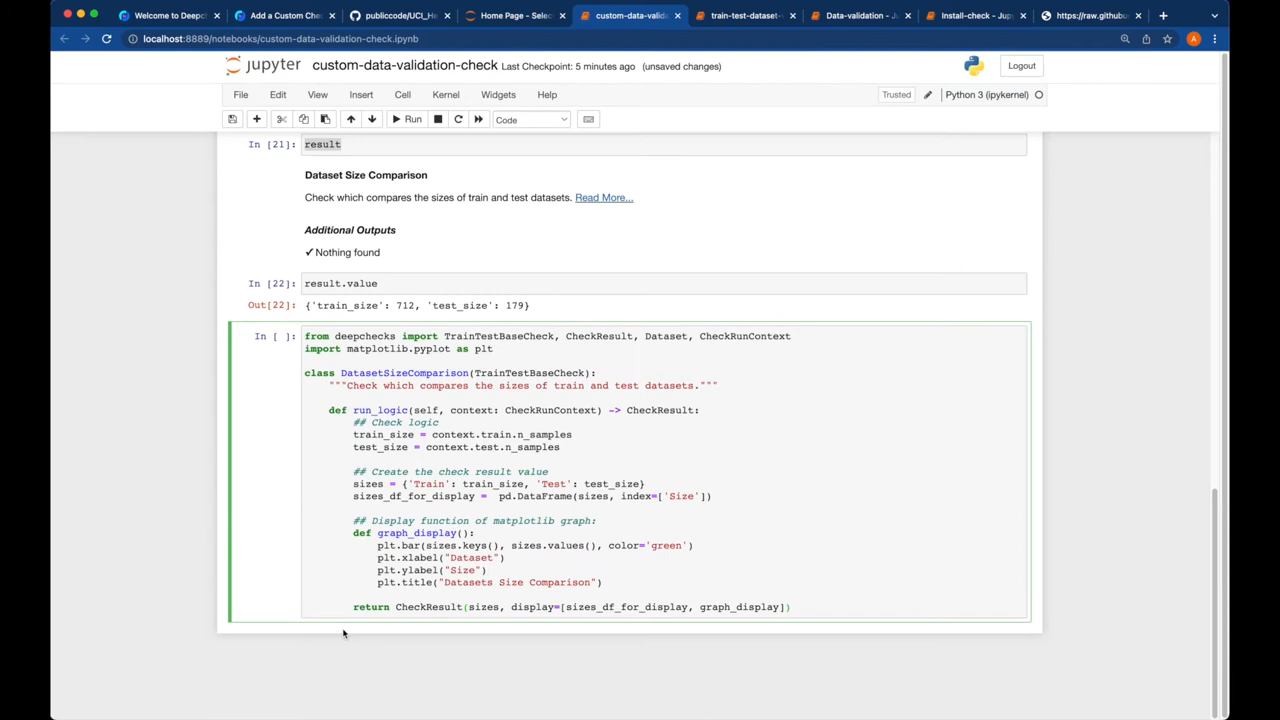 Welcome to Deepch
Add a Custom Chec
publiccode/UCI_He
Home Page - Selec
custom-data-valida
train-test-dataset-
Data-validation - Ju
Install-check - Jupy
https://raw.githubu
localhost:8889/notebooks/custom-data-validation-check.ipynb
A
jupyter custom-data-validation-check Last Checkpoint: 5 minutes ago (unsaved changes)
Logout
File Edit View Insert Cell Kernel Widgets Help
Trusted Python 3 (ipykernel)
Run Code
In [21]: result
Dataset Size Comparison
Check which compares the sizes of train and test datasets. Read More...
Additional Outputs
✓ Nothing found
In [22]: result.value
Out[22]: {'train_size': 712, 'test_size': 179}
In [ ]: from deepchecks import TrainTestBaseCheck, CheckResult, Dataset, CheckRunContext
import matplotlib.pyplot as plt
class DatasetSizeComparison(TrainTestBaseCheck):
"""Check which compares the sizes of train and test datasets."""
def run_logic(self, context: CheckRunContext) -> CheckResult:
## Check logic
train_size = context.train.n_samples
test_size = context.test.n_samples
## Create the check result value
sizes = {'Train': train_size, 'Test': test_size}
sizes_df_for_display = pd.DataFrame(sizes, index=['Size'])
## Display function of matplotlib graph:
def graph_display():
plt.bar(sizes.keys(), sizes.values(), color='green')
plt.xlabel("Dataset")
plt.ylabel("Size")
plt.title("Datasets Size Comparison")
return CheckResult(sizes, display=[sizes_df_for_display, graph_display])